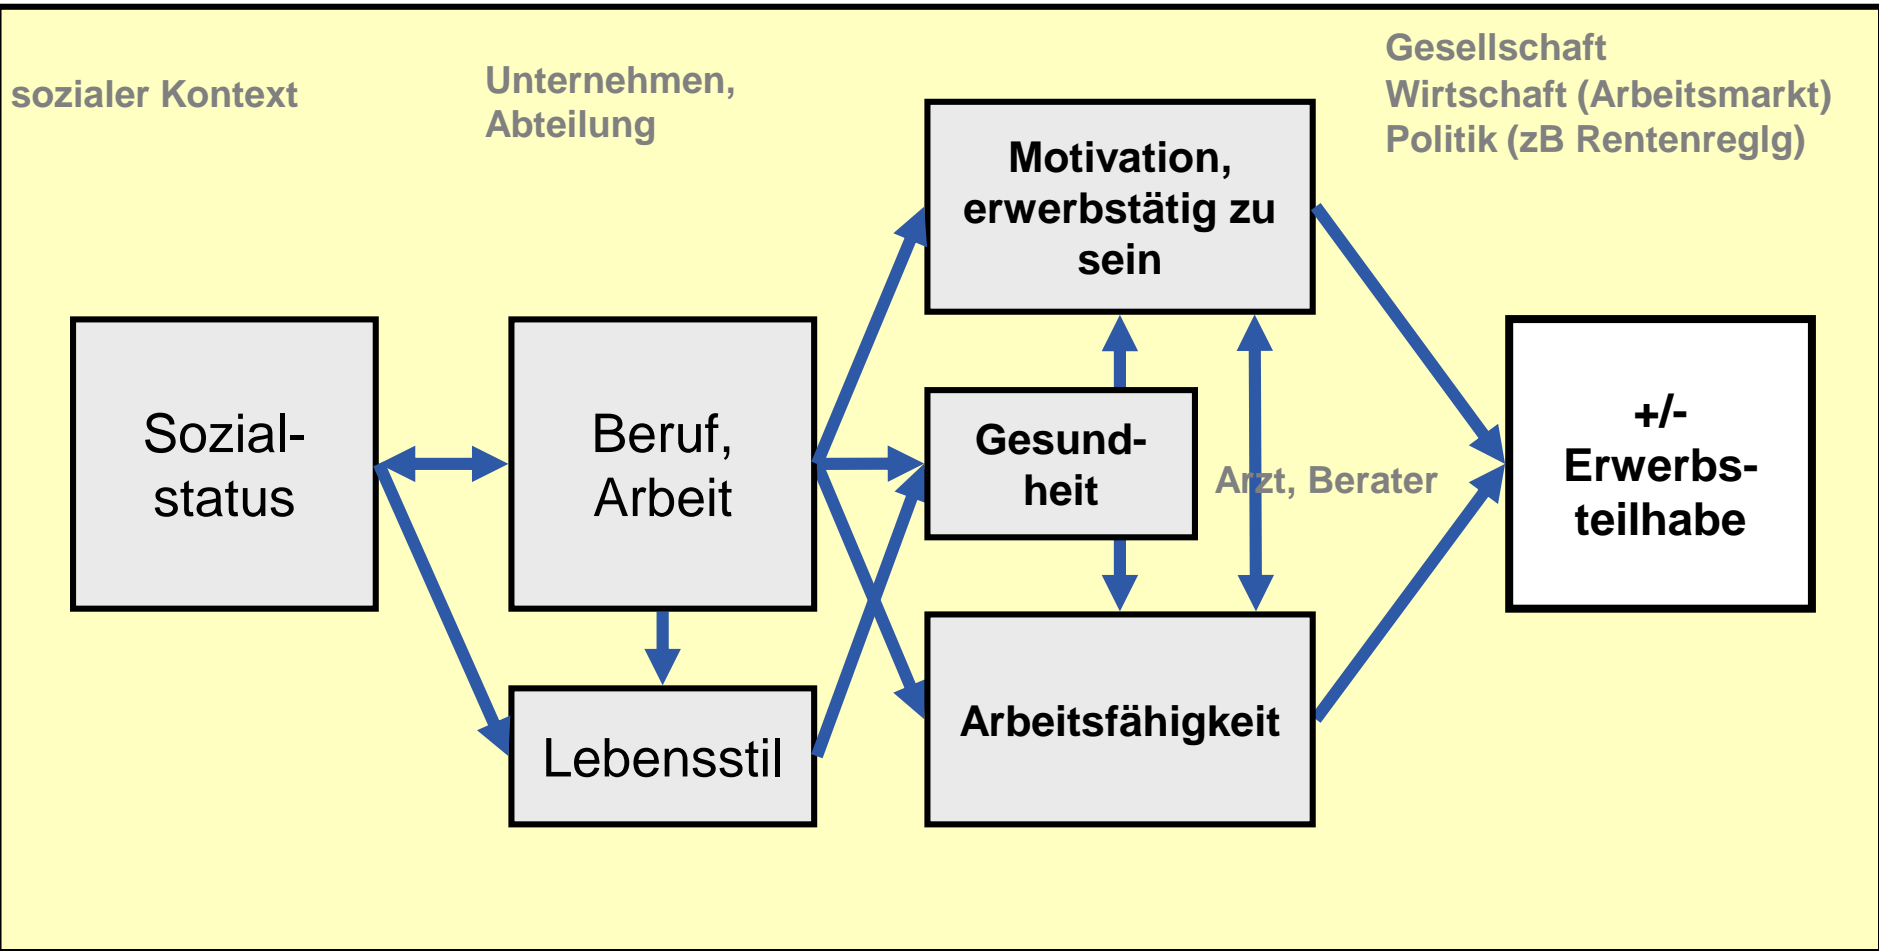 sozialer Kontext
Unternehmen,
Abteilung
Gesellschaft
Wirtschaft (Arbeitsmarkt)
Politik (zB Rentenreglg)
Motivation,
erwerbstätig zu
sein
Sozial-
status
Beruf,
Arbeit
Gesund-
heit
Arzt, Berater
+/-
Erwerbs-
teilhabe
Lebensstil
Arbeitsfähigkeit